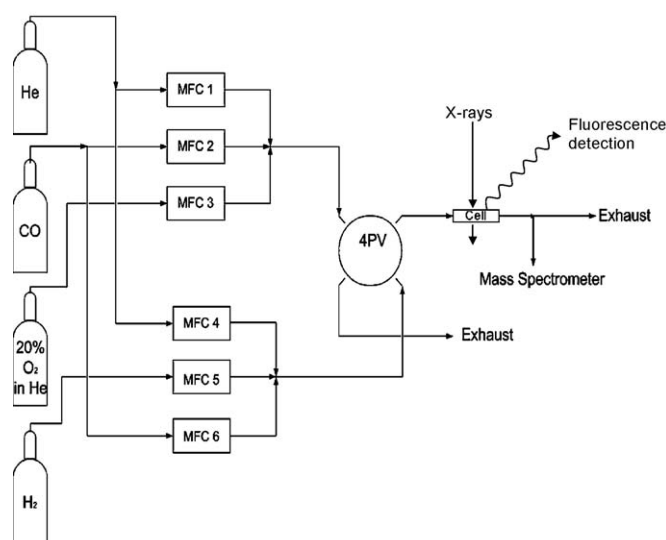 He
CO
20%
O₂
in He
H₂
MFC 1
MFC 2
MFC 3
MFC 4
MFC 5
MFC 6
4PV
X-rays
Fluorescence
detection
Cell
Exhaust
Mass Spectrometer
Exhaust